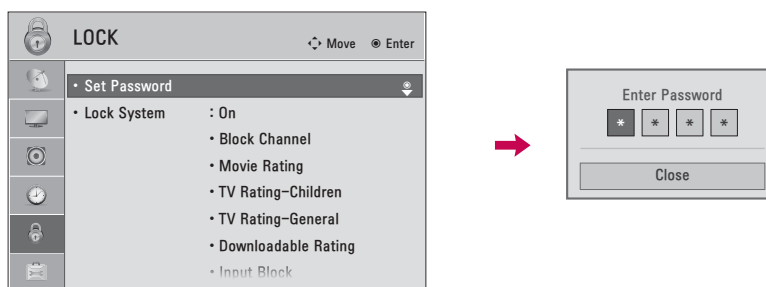 LOCK
Move
Enter
• Set Password
• Lock System : On
• Block Channel
• Movie Rating
• TV Rating-Children
• TV Rating-General
• Downloadable Rating
• Input Block
Enter Password
* * * *
Close